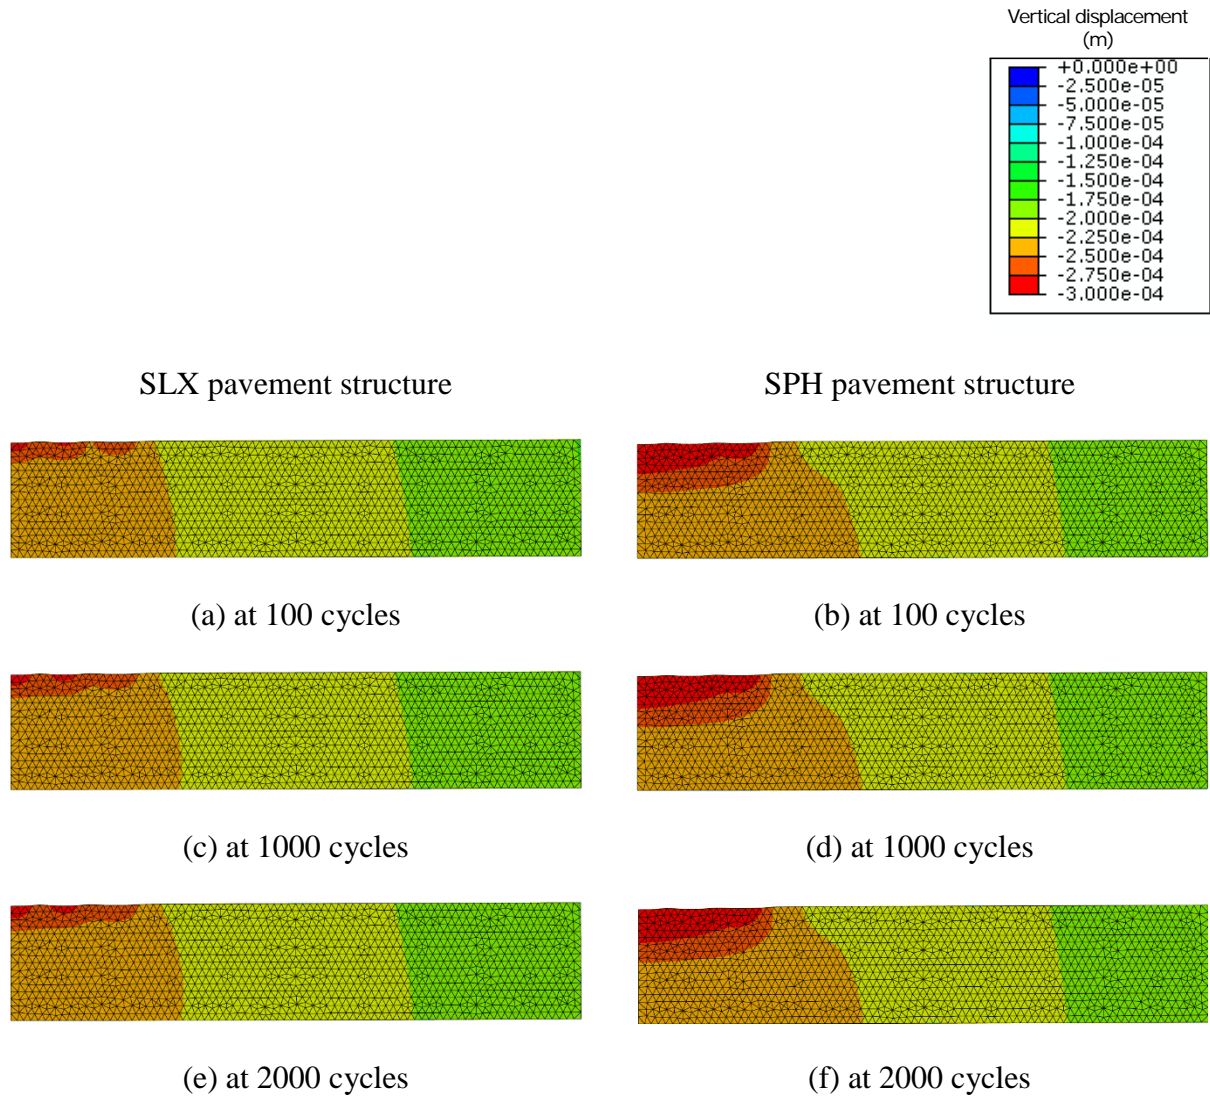 Vertical displacement
(m)
+0.000e+00
-2.500e-05
-5.000e-05
-7.500e-05
-1.000e-04
-1.250e-04
-1.500e-04
-1.750e-04
-2.000e-04
-2.250e-04
-2.500e-04
-2.750e-04
-3.000e-04
SLX pavement structure
SPH pavement structure
(a) at 100 cycles
(b) at 100 cycles
(c) at 1000 cycles
(d) at 1000 cycles
(e) at 2000 cycles
(f) at 2000 cycles